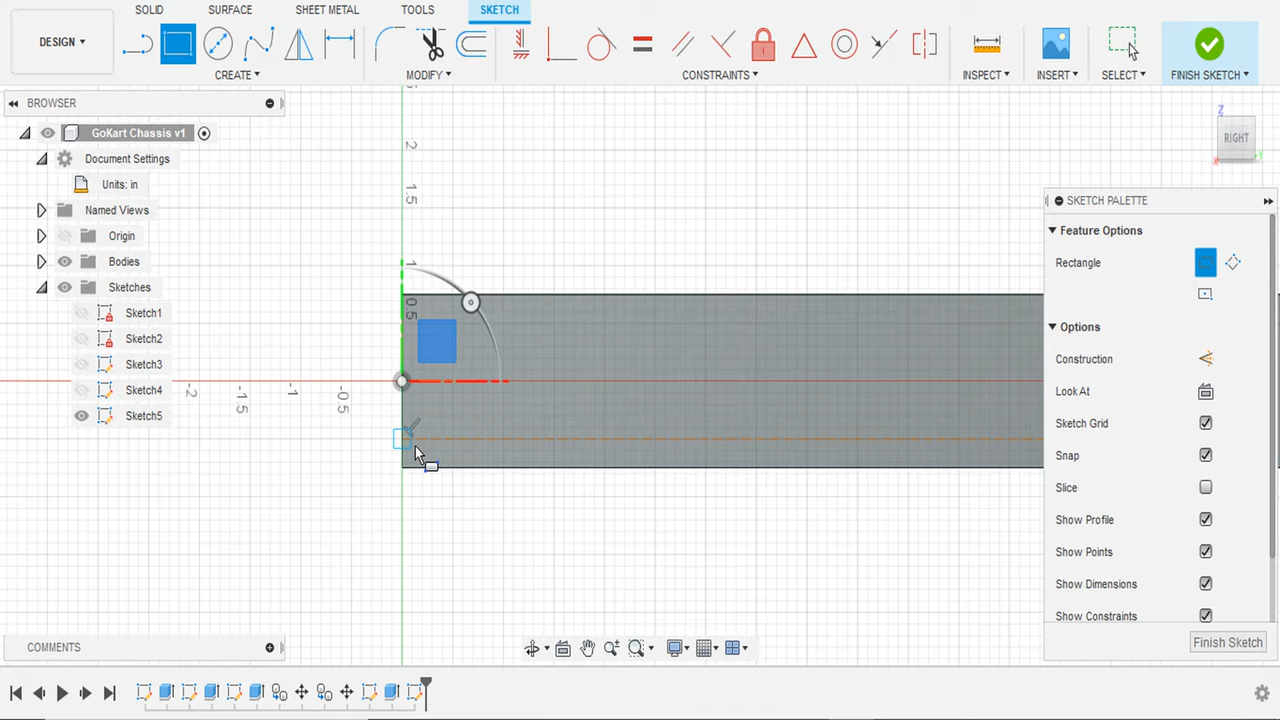 SOLID SURFACE SHEET METAL TOOLS SKETCH
DESIGN
CREATE MODIFY CONSTRAINTS INSPECT INSERT SELECT FINISH SKETCH
BROWSER
GoKart Chassis v1
Document Settings
Units: in
Named Views
Origin
Bodies
Sketches
Sketch1
Sketch2
Sketch3
Sketch4
Sketch5
2
1.5
1
0.5
-2
-1.5
-1
-0.5
Z
RIGHT
X
Y
SKETCH PALETTE
Feature Options
Rectangle
Options
Construction
Look At
Sketch Grid
Snap
Slice
Show Profile
Show Points
Show Dimensions
Show Constraints
Finish Sketch
COMMENTS